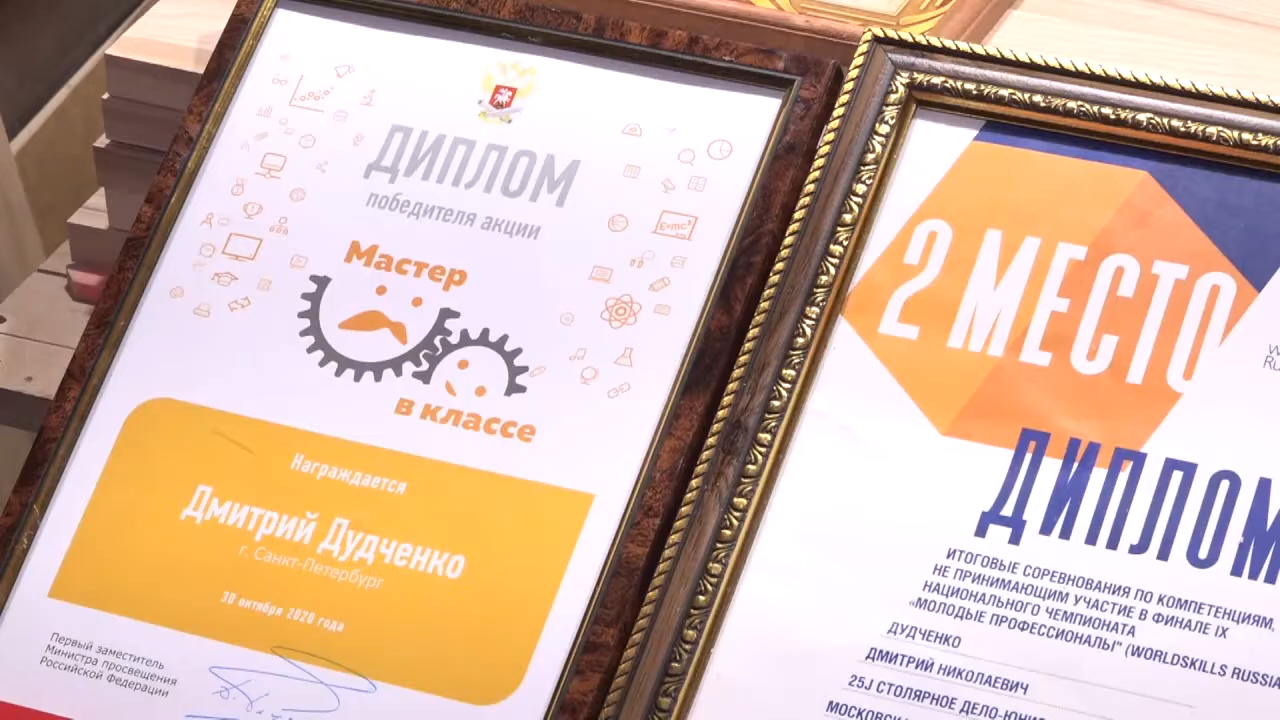 ДИПЛОМ
победителя акции
E=mc²
Мастер
в классе
Награждается
Дмитрий Дудченко
г. Санкт-Петербург
30 октября 2020 года
Первый заместитель
Министра просвещения
Российской Федерации
2 МЕСТО
ДИПЛОМ
ИТОГОВЫЕ СОРЕВНОВАНИЯ ПО КОМПЕТЕНЦИЯМ,
НЕ ПРИНИМАЮЩИМ УЧАСТИЕ В ФИНАЛЕ IX
НАЦИОНАЛЬНОГО ЧЕМПИОНАТА
«МОЛОДЫЕ ПРОФЕССИОНАЛЫ" (WORLDSKILLS RUSSIA
ДУДЧЕНКО
ДМИТРИЙ НИКОЛАЕВИЧ
25J СТОЛЯРНОЕ ДЕЛО-ЮНИ